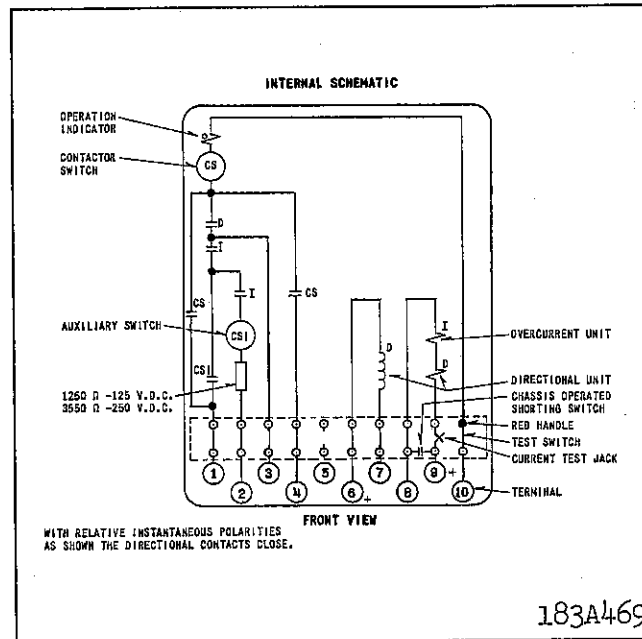 INTERNAL SCHEMATIC
OPERATION
INDICATOR
CONTACTOR
SWITCH
CS
D
I
I
CS
CS
AUXILIARY SWITCH
CS1
CS1
1250 Ω -125 V.D.C.
3550Ω -250 V.D.C.
D
I
OVERCURRENT UNIT
D
DIRECTIONAL UNIT
CHASSIS OPERATED
SHORTING SWITCH
RED HANDLE
TEST SWITCH
CURRENT TEST JACK
1
2
3
4
5
6
+
7
8
9
+
10
TERMINAL
FRONT VIEW
WITH RELATIVE INSTANTANEOUS POLARITIES
AS SHOWN THE DIRECTIONAL CONTACTS CLOSE.
183A469